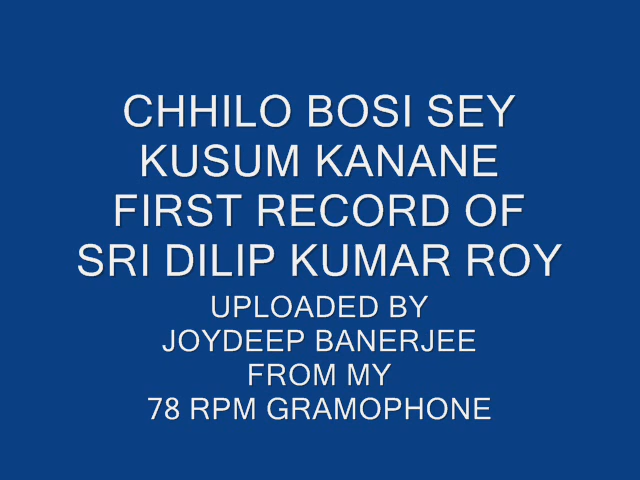 CHHILO BOSI SEY
KUSUM KANANE
FIRST RECORD OF
SRI DILIP KUMAR ROY
UPLOADED BY
JOYDEEP BANERJEE
FROM MY
78 RPM GRAMOPHONE